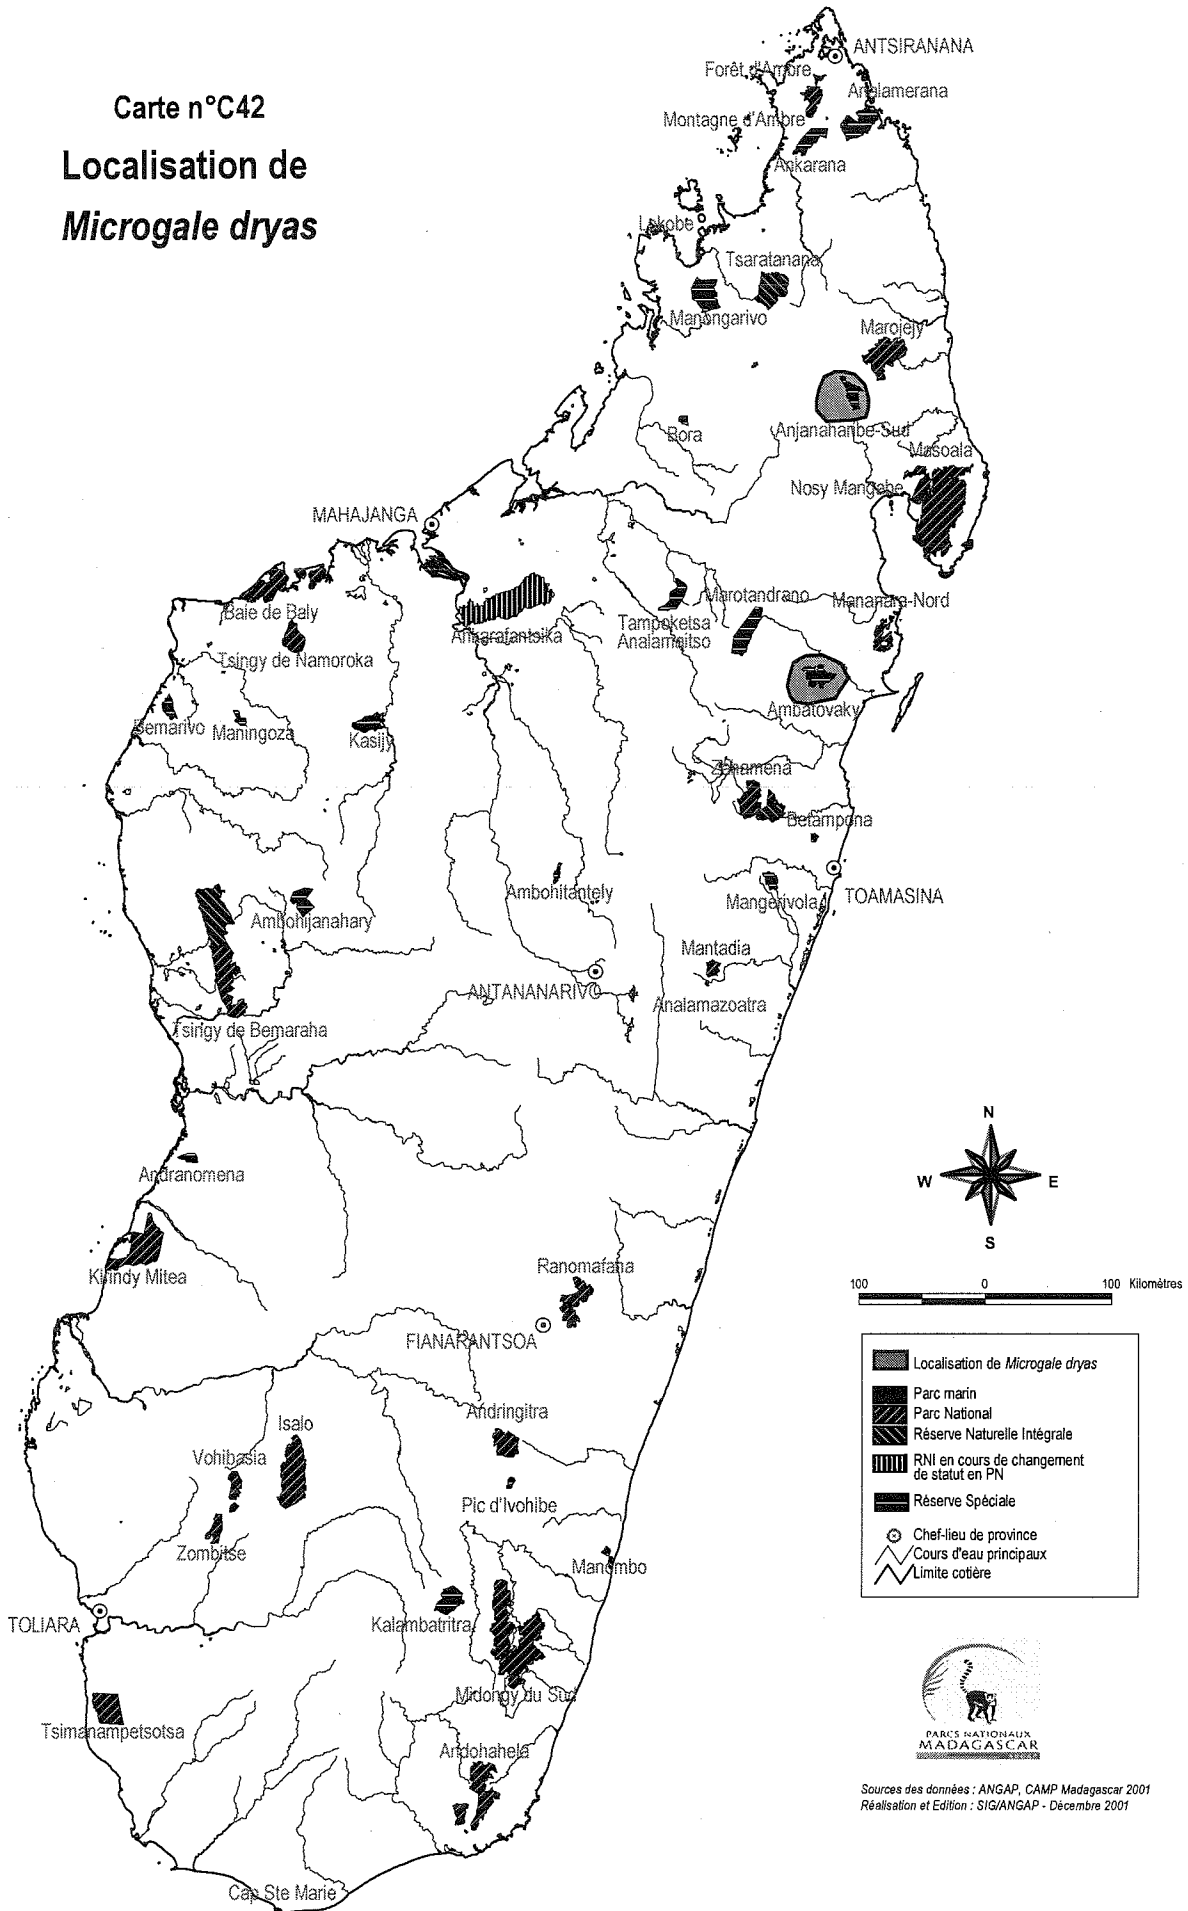 Carte n°C42
Localisation de
Microgale dryas
ANTSIRANANA
Forêt d'Ambre
Analamerana
Montagne d'Ambre
Ankarana
Lokobe
Tsaratanana
Manongarivo
Marojejy
Bora
Anjanaharibe-Sud
Masoala
Nosy Mangabe
MAHAJANGA
Baie de Baly
Ankarafantsika
Tampoketsa
Analamaitso
Marotandrano
Mananara-Nord
Tsingy de Namoroka
Bemarivo
Maningoza
Kasijy
Ambatovaky
Zahamena
Betampona
Ambohitantely
Mangerivola
TOAMASINA
Ambohijanahary
Mantadia
ANTANANARIVO
Analamazoatra
Tsingy de Bemaraha
Andranomena
Kirindy Mitea
Ranomafana
FIANARANTSOA
Isalo
Andringitra
Vohibasia
Pic d'Ivohibe
Zombitse
Manombo
TOLIARA
Kalambatritra
Midongy du Sud
Tsimanampetsotsa
Andohahela
Cap Ste Marie
N
W
E
S
100 0 100 Kilomètres
Localisation de Microgale dryas
Parc marin
Parc National
Réserve Naturelle Intégrale
RNI en cours de changement
de statut en PN
Réserve Spéciale
Chef-lieu de province
Cours d'eau principaux
Limite cotière
PARCS NATIONAUX
MADAGASCAR
Sources des données : ANGAP, CAMP Madagascar 2001
Réalisation et Edition : SIG/ANGAP - Décembre 2001